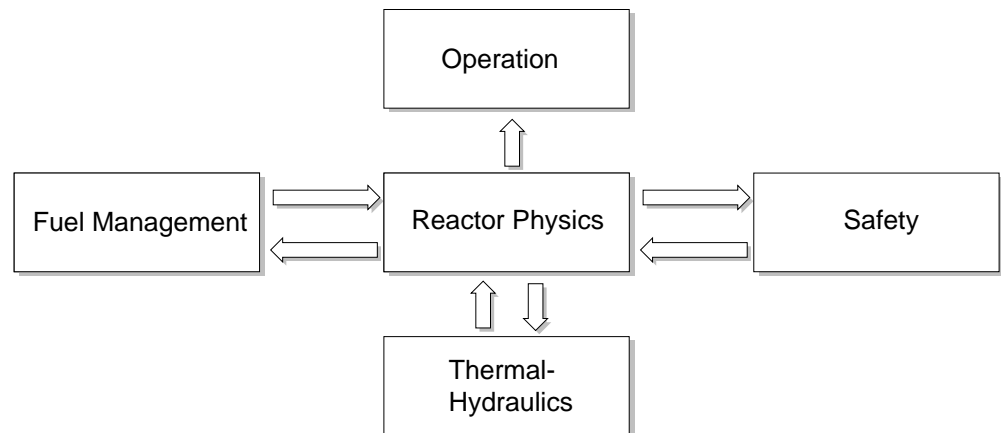 Operation
Fuel Management
Reactor Physics
Safety
Thermal-
Hydraulics